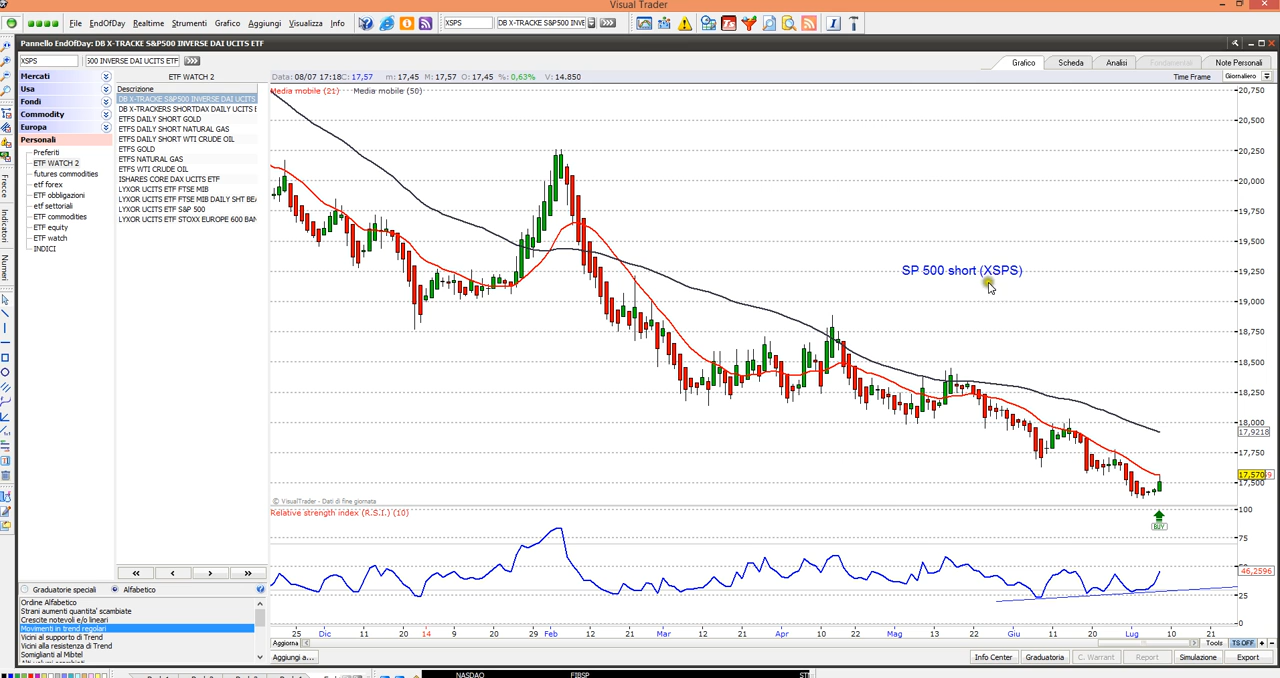 Visual Trader
File EndOfDay Realtime Strumenti Grafico Aggiungi Visualizza Info XSPS DB X-TRACKE S&P500 INVE
Pannello EndOfDay: DB X-TRACKE S&P500 INVERSE DAI UCITS ETF
XSPS 500 INVERSE DAI UCITS ETF Grafico Scheda Analisi Fondamentali Note Personali
Mercati ETF WATCH 2 Data: 08/07 17:18 C: 17,57 m: 17,45 M: 17,57 O: 17,45 %: 0,63% V: 14.850 Time Frame Giornaliero
Usa Descrizione Media mobile (21) Media mobile (50) 20,750
Fondi DB X-TRACKE S&P500 INVERSE DAI UCITS
Commodity DB X-TRACKERS SHORTDAX DAILY UCITS E
Europa ETFS DAILY SHORT GOLD 20,500
Personali ETFS DAILY SHORT NATURAL GAS
Preferiti ETFS DAILY SHORT WTI CRUDE OIL
ETF WATCH 2 ETFS GOLD 20,250
futures commodities ETFS NATURAL GAS
etf forex ETFS WTI CRUDE OIL
ETF obbligazioni ISHARES CORE DAX UCITS ETF 20,000
etf settoriali LYXOR UCITS ETF FTSE MIB
ETF commodities LYXOR UCITS ETF FTSE MIB DAILY SHT BE
ETF equity LYXOR UCITS ETF S&P 500 19,750
ETF watch LYXOR UCITS ETF STOXX EUROPE 600 BAN
INDICI 19,500
Frecce
Indicatori
Numeri
SP 500 short (XSPS) 19,250
19,000
18,750
18,500
18,250
18,000
17,9218
17,750
17,570
17,500
© VisualTrader - Dati di fine giornata
Relative strength index (R.S.I.) (10) 100
BUY
75
46,2596
25
0
Graduatorie speciali Alfabetico
Ordine Alfabetico
Strani aumenti quantita' scambiate
Crescite notevoli e/o lineari
Movimenti in trend regolari
Vicini al supporto di Trend
Vicini alla resistenza di Trend
Somiglianti al Mibtel
25 Dic 11 20 14 9 20 29 Feb 12 21 Mar 12 21 Apr 10 22 Mag 13 22 Giu 11 20 Lug 10 21
Aggiorna Tools TS OFF
Aggiungi a... Info Center Graduatoria C. Warrant Report Simulazione Export
NASDAQ FIBSP